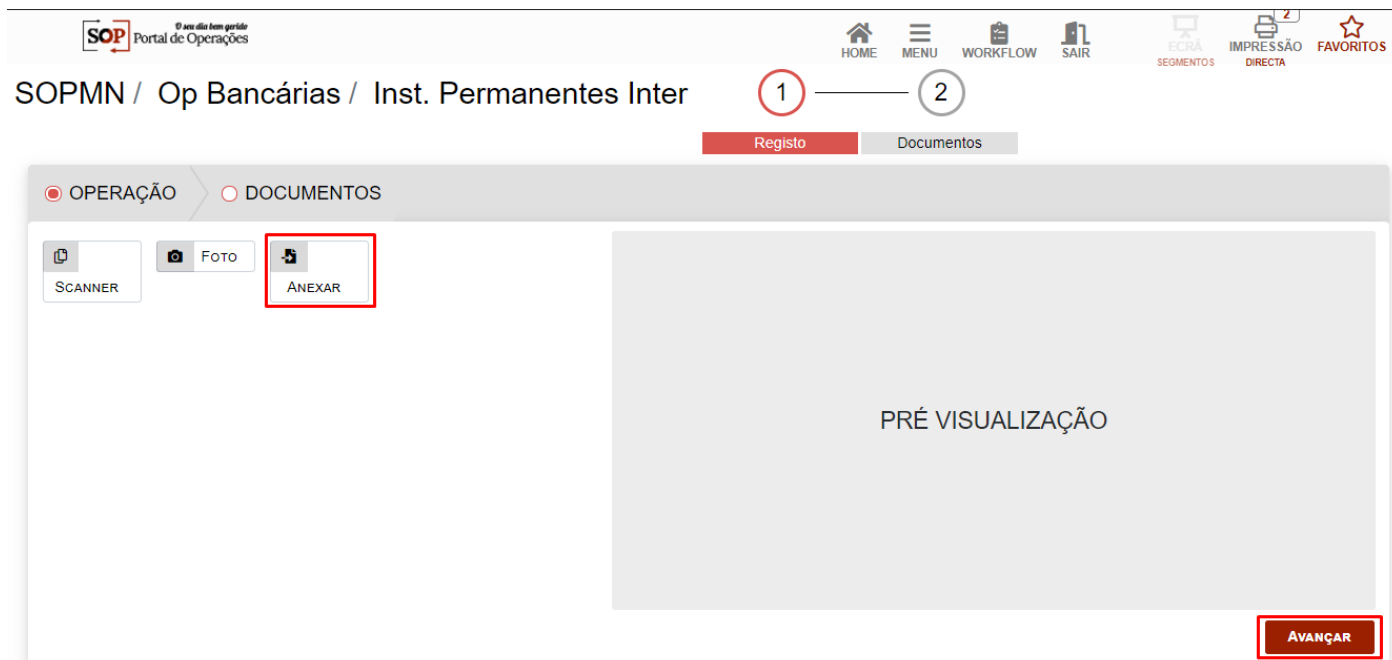 O seu dia bem gerido
SOP Portal de Operações
HOME MENU WORKFLOW SAIR
ECRÃ SEGMENTOS
2
IMPRESSÃO DIRECTA
FAVORITOS
SOPMN / Op Bancárias / Inst. Permanentes Inter
1 2
Registo Documentos
OPERAÇÃO DOCUMENTOS
SCANNER
FOTO
ANEXAR
PRÉ VISUALIZAÇÃO
AVANÇAR